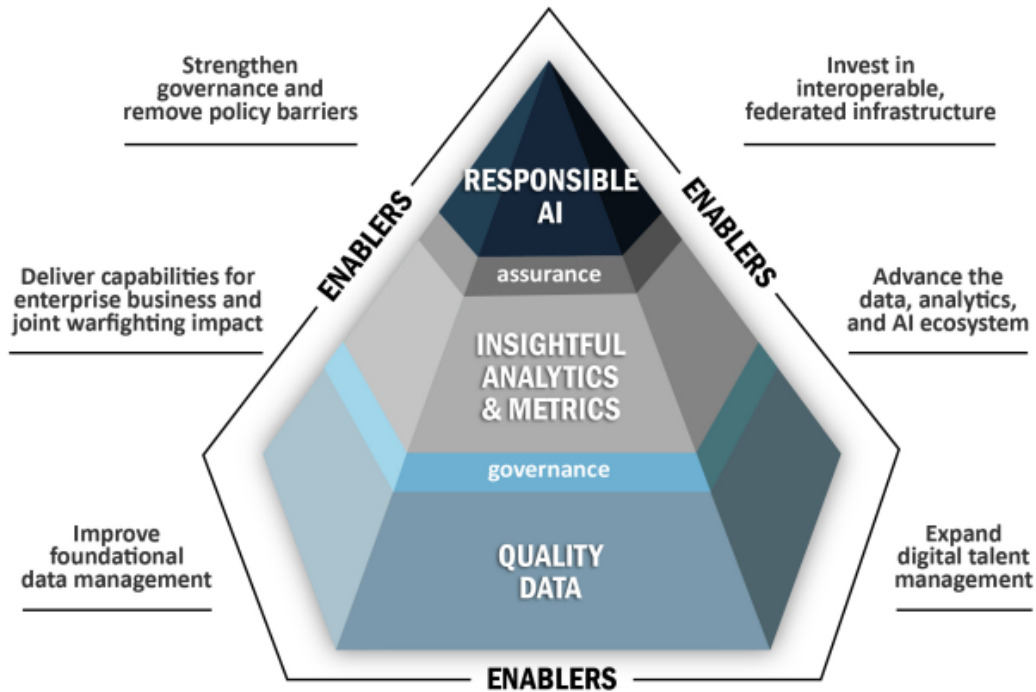 Strengthen
governance and
remove policy barriers
Invest in
interoperable,
federated infrastructure
ENABLERS
ENABLERS
RESPONSIBLE
AI
assurance
Deliver capabilities for
enterprise business and
joint warfighting impact
Advance the
data, analytics,
and AI ecosystem
INSIGHTFUL
ANALYTICS
& METRICS
governance
Improve
foundational
data management
QUALITY
DATA
Expand
digital talent
management
ENABLERS